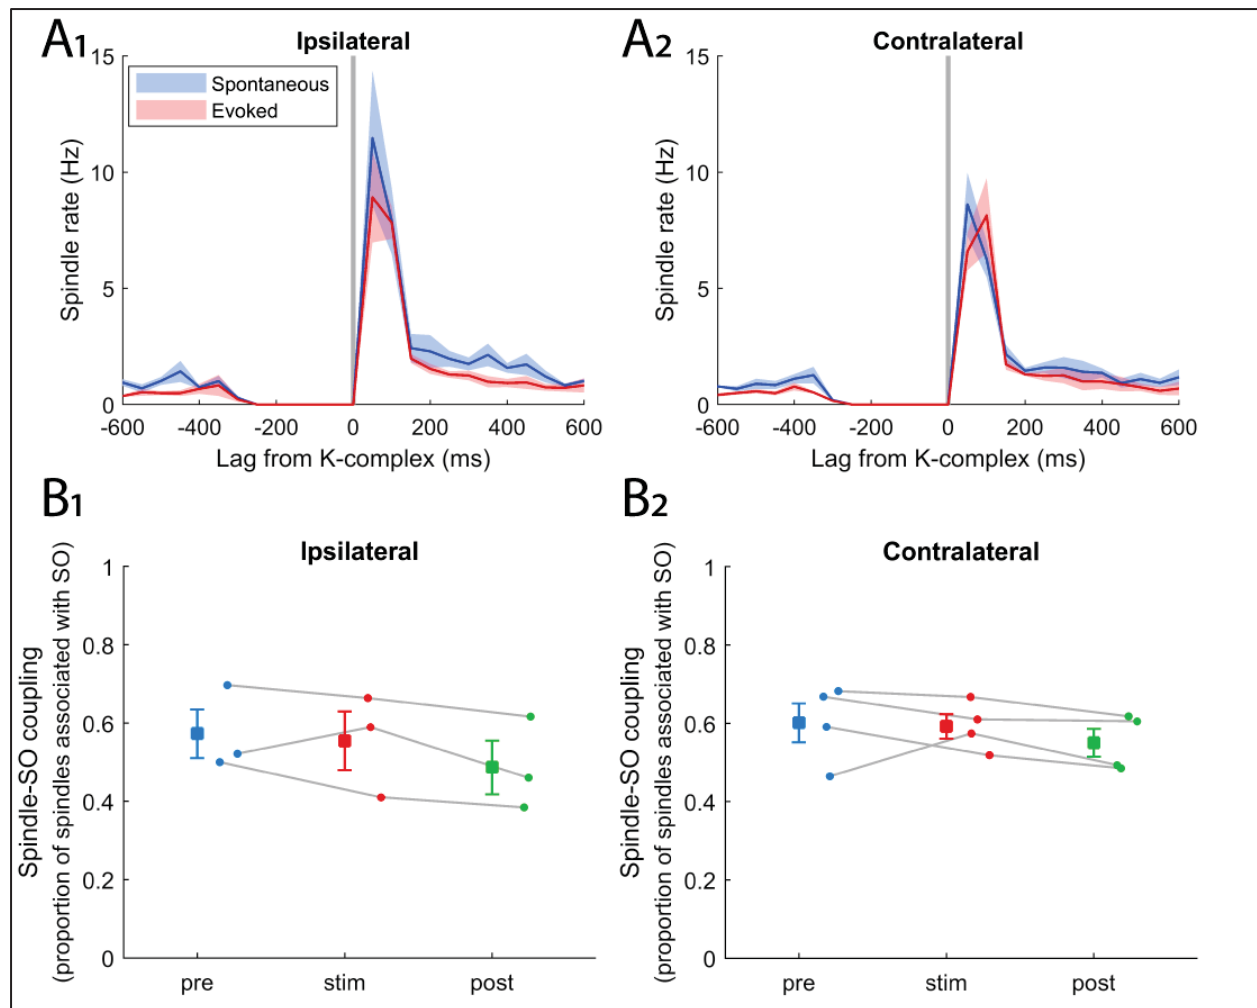 A1
Ipsilateral
15
10
5
0
Spindle rate (Hz)
Spontaneous
Evoked
-600 -400 -200 0 200 400 600
Lag from K-complex (ms)
A2
Contralateral
15
10
5
0
Spindle rate (Hz)
-600 -400 -200 0 200 400 600
Lag from K-complex (ms)
B1
Ipsilateral
1
0.8
0.6
0.4
0.2
0
Spindle-SO coupling
(proportion of spindles associated with SO)
pre stim post
B2
Contralateral
1
0.8
0.6
0.4
0.2
0
Spindle-SO coupling
(proportion of spindles associated with SO)
pre stim post